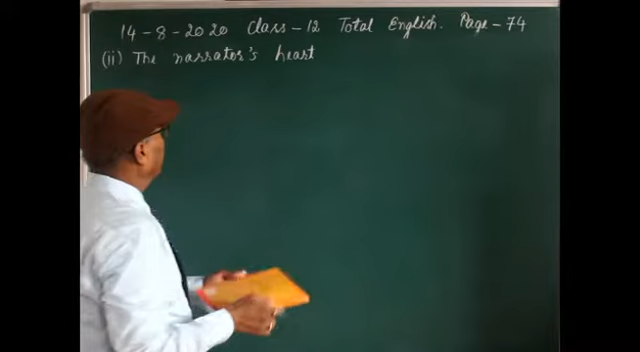 14-8-2020 Class-12 Total English. Page-74
(ii) The narrator's heart